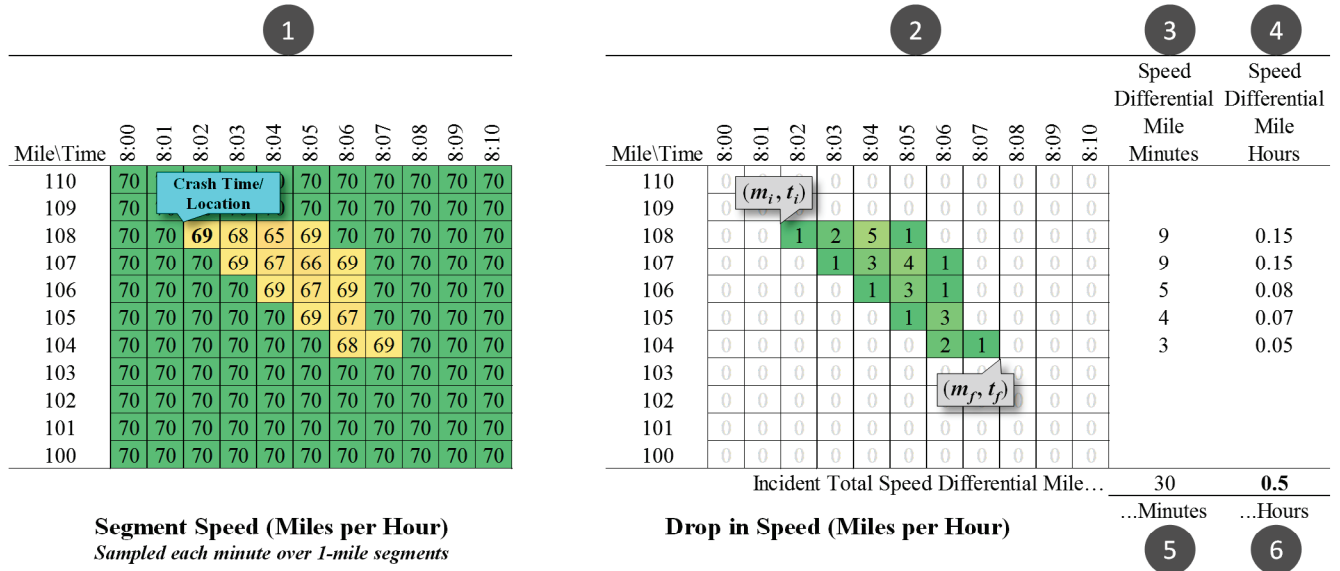 1
Mile\Time 8:00 8:01 8:02 8:03 8:04 8:05 8:06 8:07 8:08 8:09 8:10
110 70 70 70 70 70 70 70
109 70 70 70 70 70 70 70
Crash Time/
Location
108 70 70 69 68 65 69 70 70 70 70 70
107 70 70 70 69 67 66 69 70 70 70 70
106 70 70 70 70 69 67 69 70 70 70 70
105 70 70 70 70 70 69 67 70 70 70 70
104 70 70 70 70 70 70 68 69 70 70 70
103 70 70 70 70 70 70 70 70 70 70 70
102 70 70 70 70 70 70 70 70 70 70 70
101 70 70 70 70 70 70 70 70 70 70 70
100 70 70 70 70 70 70 70 70 70 70 70
Segment Speed (Miles per Hour)
Sampled each minute over 1-mile segments
2 3 4
Speed Differential Mile Minutes
Speed Differential Mile Hours
Mile\Time 8:00 8:01 8:02 8:03 8:04 8:05 8:06 8:07 8:08 8:09 8:10
110 0 0 0 0 0 0 0 0 0
(mᵢ, tᵢ)
109 0 0 0 0 0 0 0 0 0
108 0 0 1 2 5 1 0 0 0 0 0 9 0.15
107 0 0 0 1 3 4 1 0 0 0 0 9 0.15
106 0 0 0 0 1 3 1 0 0 0 0 5 0.08
105 0 0 0 0 0 1 3 0 0 0 0 4 0.07
104 0 0 0 0 0 0 2 1 0 0 0 3 0.05
103 0 0 0 0 0 0 0 0 0 0 0
(m_f, t_f)
102 0 0 0 0 0 0 0 0 0
101 0 0 0 0 0 0 0 0 0 0 0
100 0 0 0 0 0 0 0 0 0 0 0
Incident Total Speed Differential Mile… 30 0.5
…Minutes …Hours
Drop in Speed (Miles per Hour)
5 6